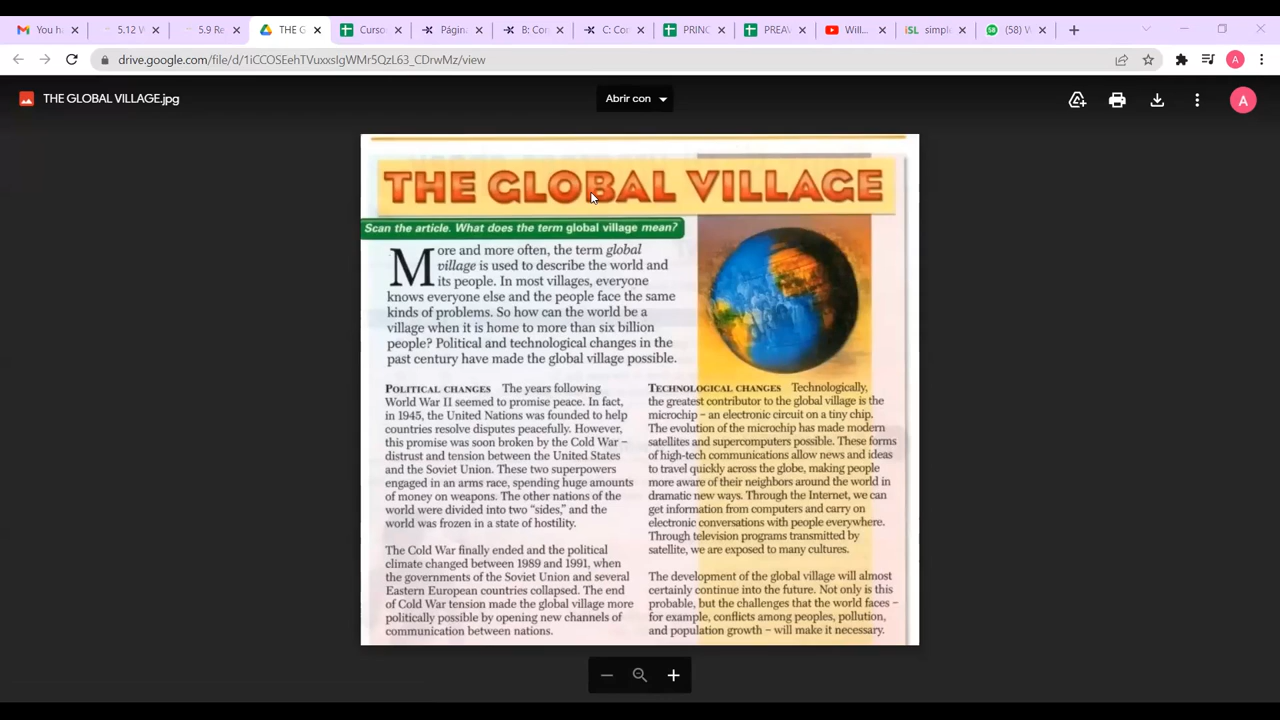 You h
5.12 V
5.9 Re
THE G
Curso
Página
B: Co
C: Co
PRINC
PREAV
Will...
simple
(58) W
drive.google.com/file/d/1iCCOSEehTVuxxsIgWMr5QzL63_CDrwMz/view
A
THE GLOBAL VILLAGE.jpg
Abrir con
A
THE GLOBAL VILLAGE
Scan the article. What does the term global village mean?
More and more often, the term global
village is used to describe the world and
its people. In most villages, everyone
knows everyone else and the people face the same
kinds of problems. So how can the world be a
village when it is home to more than six billion
people? Political and technological changes in the
past century have made the global village possible.
POLITICAL CHANGES The years following
World War II seemed to promise peace. In fact,
in 1945, the United Nations was founded to help
countries resolve disputes peacefully. However,
this promise was soon broken by the Cold War –
distrust and tension between the United States
and the Soviet Union. These two superpowers
engaged in an arms race, spending huge amounts
of money on weapons. The other nations of the
world were divided into two “sides,” and the
world was frozen in a state of hostility.
The Cold War finally ended and the political
climate changed between 1989 and 1991, when
the governments of the Soviet Union and several
Eastern European countries collapsed. The end
of Cold War tension made the global village more
politically possible by opening new channels of
communication between nations.
TECHNOLOGICAL CHANGES Technologically,
the greatest contributor to the global village is the
microchip – an electronic circuit on a tiny chip.
The evolution of the microchip has made modern
satellites and supercomputers possible. These forms
of high-tech communications allow news and ideas
to travel quickly across the globe, making people
more aware of their neighbors around the world in
dramatic new ways. Through the Internet, we can
get information from computers and carry on
electronic conversations with people everywhere.
Through television programs transmitted by
satellite, we are exposed to many cultures.
The development of the global village will almost
certainly continue into the future. Not only is this
probable, but the challenges that the world faces –
for example, conflicts among peoples, pollution,
and population growth – will make it necessary.